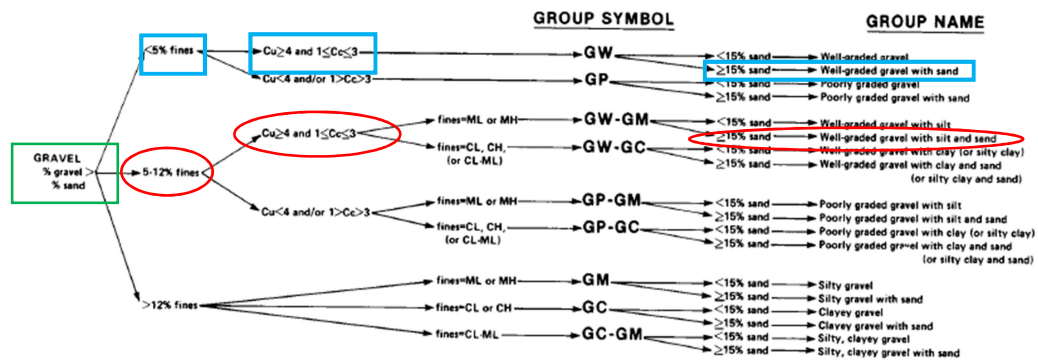 GROUP SYMBOL GROUP NAME
<5% fines Cu≥4 and 1≤Cc≤3 GW <15% sand Well-graded gravel
≥15% sand Well-graded gravel with sand
Cu<4 and/or 1>Cc>3 GP <15% sand Poorly graded gravel
≥15% sand Poorly graded gravel with sand
GRAVEL
% gravel >
% sand
5-12% fines Cu≥4 and 1≤Cc≤3 fines=ML or MH GW-GM <15% sand Well-graded gravel with silt
≥15% sand Well-graded gravel with silt and sand
fines=CL, CH, GW-GC <15% sand Well-graded gravel with clay (or silty clay)
(or CL-ML) ≥15% sand Well-graded gravel with clay and sand
(or silty clay and sand)
Cu<4 and/or 1>Cc>3 fines=ML or MH GP-GM <15% sand Poorly graded gravel with silt
≥15% sand Poorly graded gravel with silt and sand
fines=CL, CH, GP-GC <15% sand Poorly graded gravel with clay (or silty clay)
(or CL-ML) ≥15% sand Poorly graded gravel with clay and sand
(or silty clay and sand)
>12% fines fines=ML or MH GM <15% sand Silty gravel
≥15% sand Silty gravel with sand
fines=CL or CH GC <15% sand Clayey gravel
≥15% sand Clayey gravel with sand
fines=CL-ML GC-GM <15% sand Silty, clayey gravel
≥15% sand Silty, clayey gravel with sand